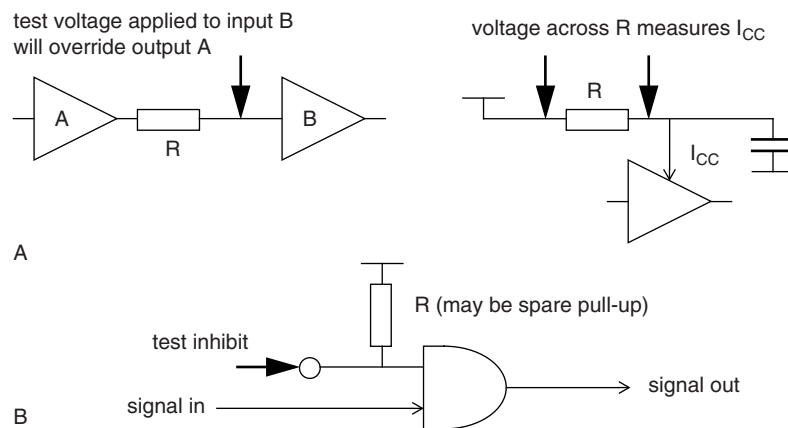 test voltage applied to input B
will override output A
voltage across R measures ICC
A
R
B
R
ICC
A
R (may be spare pull-up)
test inhibit
signal in
signal out
B